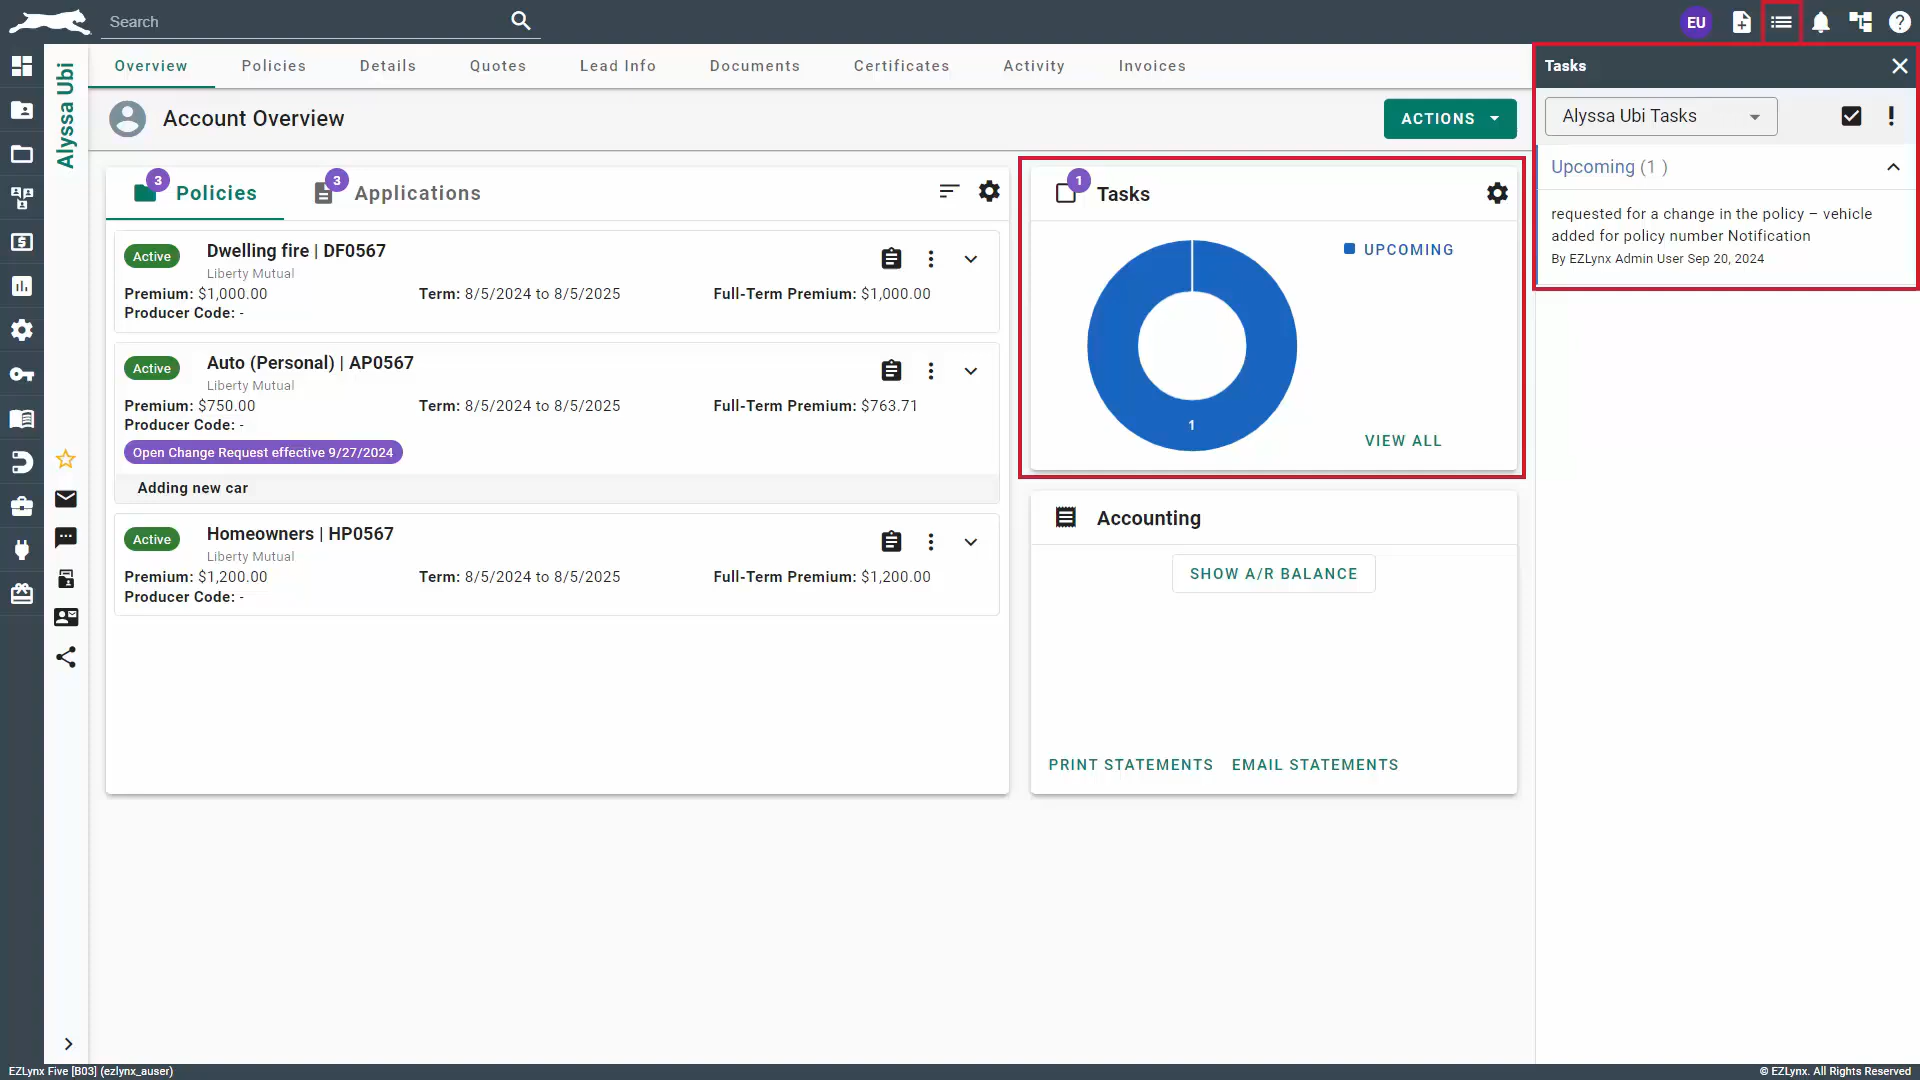 Search
EU
Overview
Policies
Details
Quotes
Lead Info
Documents
Certificates
Activity
Invoices
Alyssa Ubi
Account Overview
ACTIONS
3
Policies
3
Applications
Active
Dwelling fire | DF0567
Liberty Mutual
Premium: $1,000.00
Term: 8/5/2024 to 8/5/2025
Full-Term Premium: $1,000.00
Producer Code: -
Active
Auto (Personal) | AP0567
Liberty Mutual
Premium: $750.00
Term: 8/5/2024 to 8/5/2025
Full-Term Premium: $763.71
Producer Code: -
Open Change Request effective 9/27/2024
Adding new car
Active
Homeowners | HP0567
Liberty Mutual
Premium: $1,200.00
Term: 8/5/2024 to 8/5/2025
Full-Term Premium: $1,200.00
Producer Code: -
1
Tasks
UPCOMING
1
VIEW ALL
Accounting
SHOW A/R BALANCE
PRINT STATEMENTS
EMAIL STATEMENTS
Tasks
Alyssa Ubi Tasks
Upcoming (1 )
requested for a change in the policy – vehicle
added for policy number Notification
By EZLynx Admin User Sep 20, 2024
EZLynx Five [B03] (ezlynx_auser)
© EZLynx. All Rights Reserved